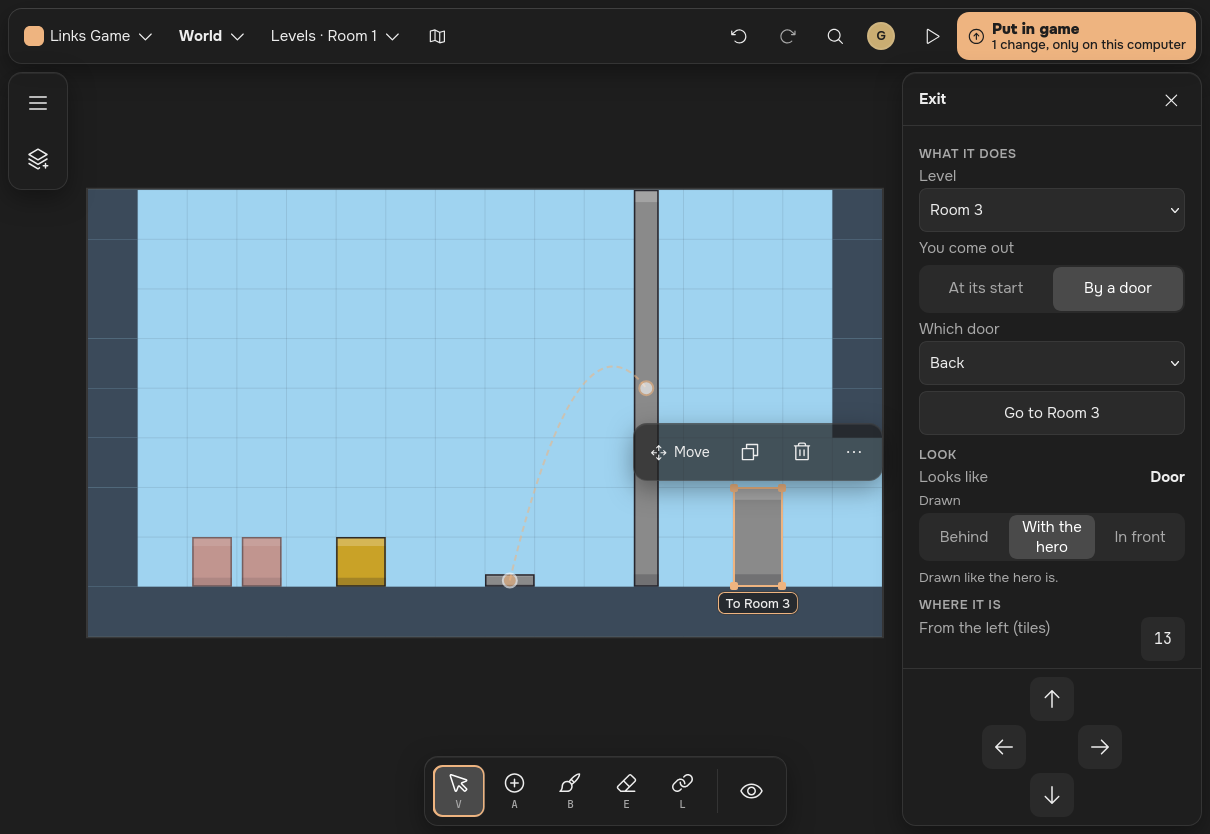 Links Game
World
Levels · Room 1
G
Put in game
1 change, only on this computer
Exit
WHAT IT DOES
Level
Room 3
You come out
At its start
By a door
Which door
Back
Go to Room 3
LOOK
Looks like
Door
Drawn
Behind
With the
hero
In front
Drawn like the hero is.
WHERE IT IS
From the left (tiles)
13
Move
To Room 3
V
A
B
E
L